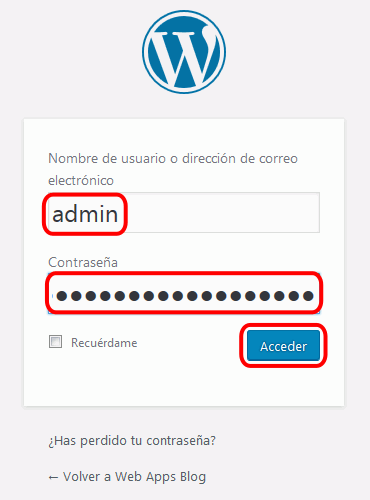 Nombre de usuario o dirección de correo
electrónico
admin
Contraseña
Recuérdame
Acceder
¿Has perdido tu contraseña?
← Volver a Web Apps Blog